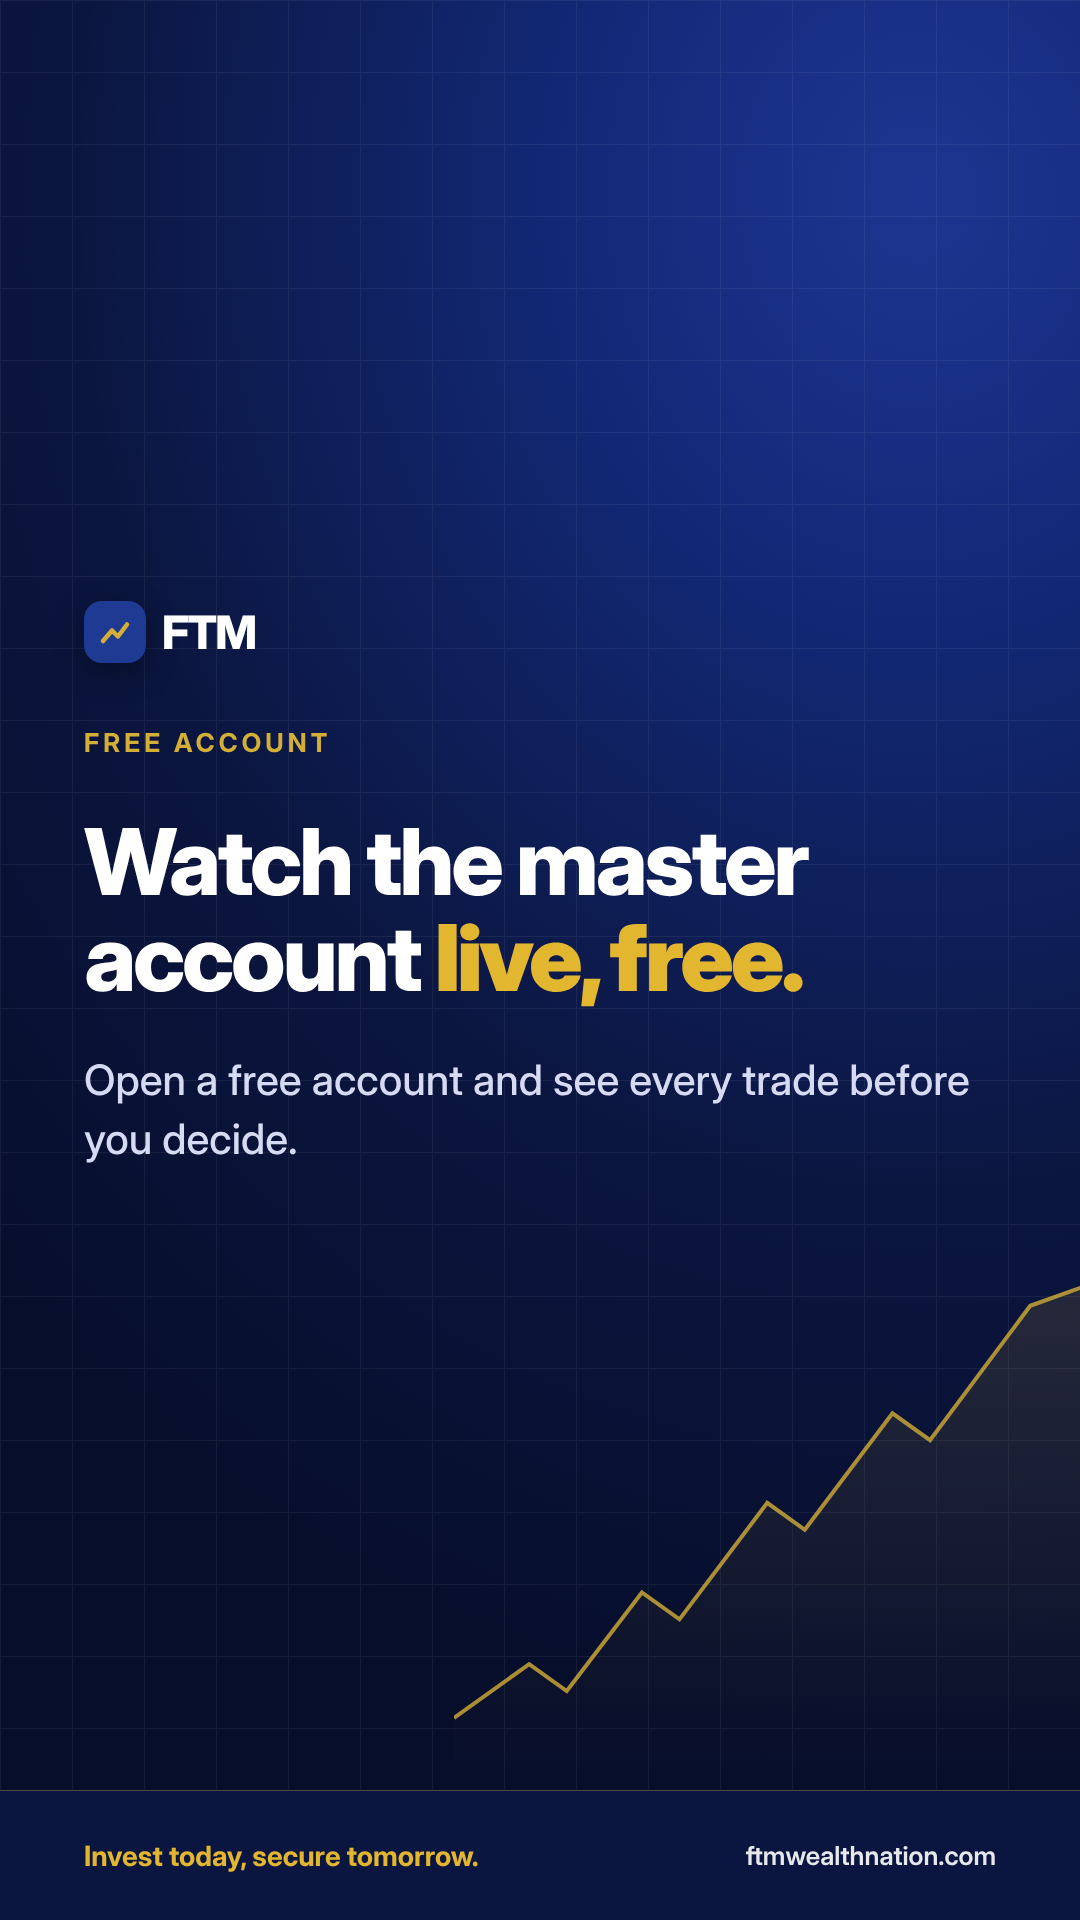 FTM
FREE ACCOUNT
Watch the master
account live, free.
Open a free account and see every trade before
you decide.
Invest today, secure tomorrow.
ftmwealthnation.com